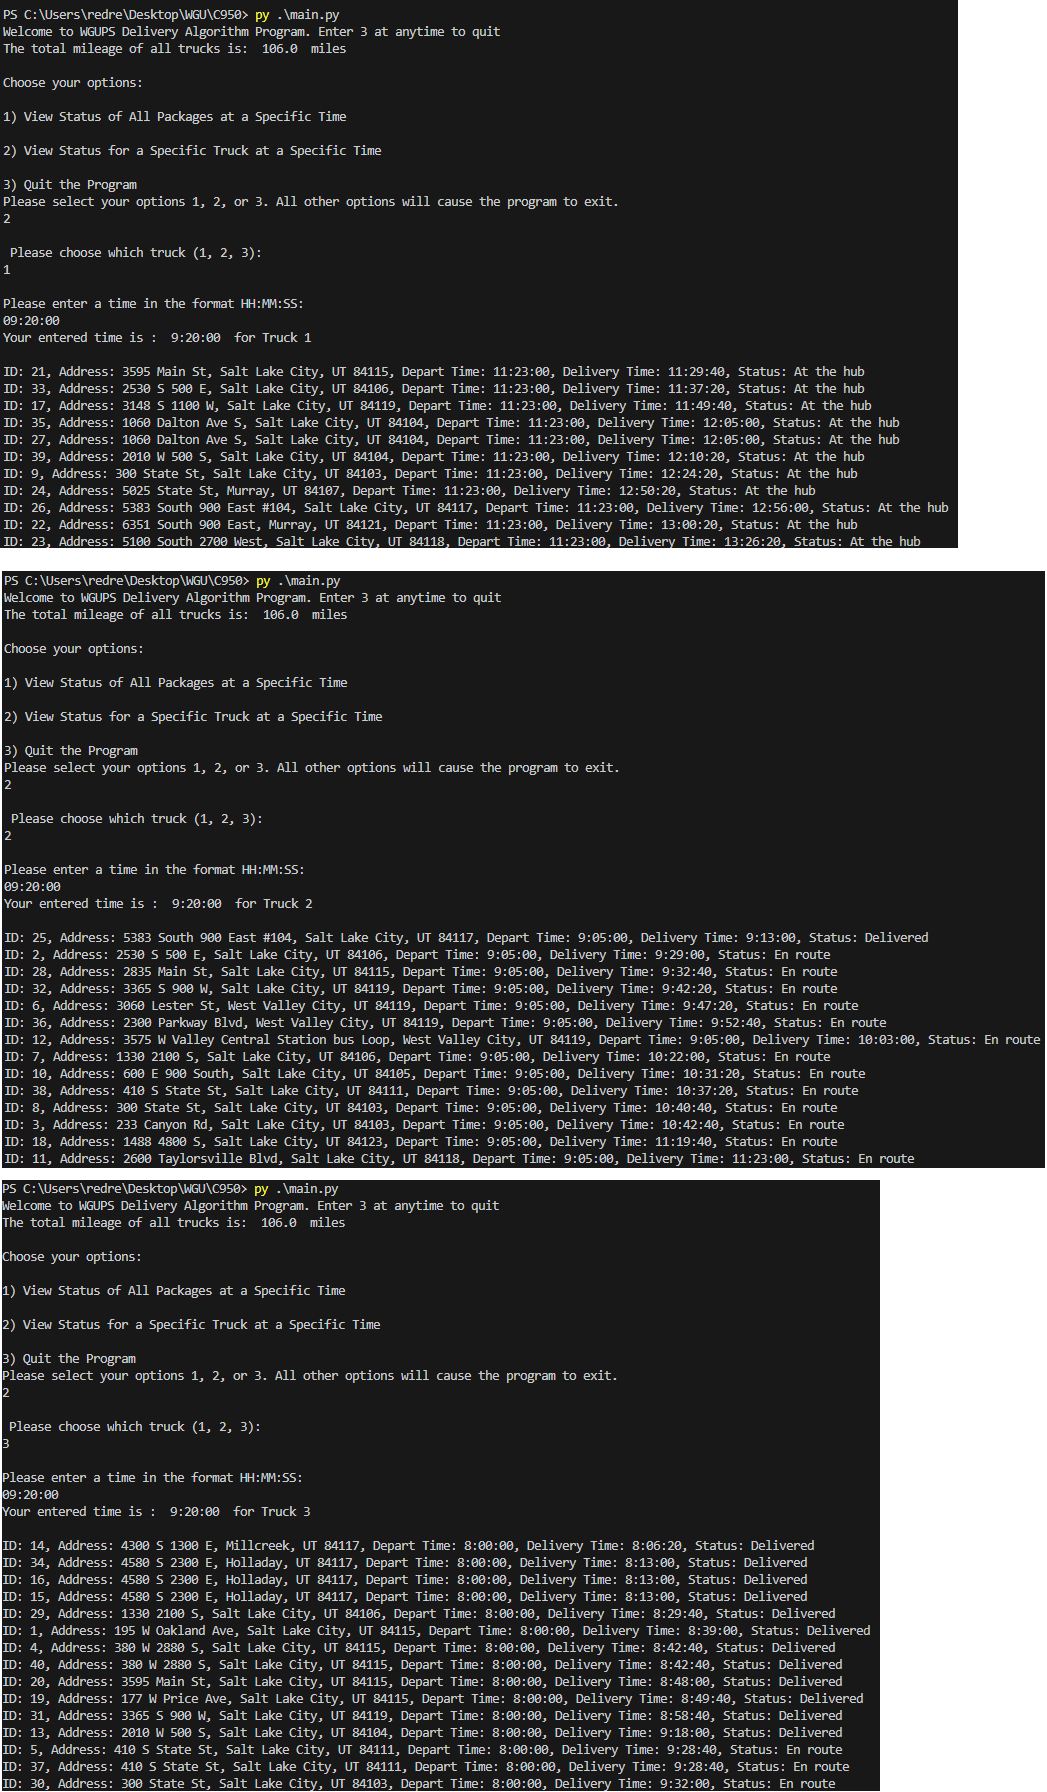 PS C:\Users\redre\Desktop\WGU\C950> py .\main.py
Welcome to WGUPS Delivery Algorithm Program. Enter 3 at anytime to quit
The total mileage of all trucks is:  106.0  miles
Choose your options:
1) View Status of All Packages at a Specific Time
2) View Status for a Specific Truck at a Specific Time
3) Quit the Program
Please select your options 1, 2, or 3. All other options will cause the program to exit.
2
Please choose which truck (1, 2, 3):
1
Please enter a time in the format HH:MM:SS:
09:20:00
Your entered time is :  9:20:00  for Truck 1
ID: 21, Address: 3595 Main St, Salt Lake City, UT 84115, Depart Time: 11:23:00, Delivery Time: 11:29:40, Status: At the hub
ID: 33, Address: 2530 S 500 E, Salt Lake City, UT 84106, Depart Time: 11:23:00, Delivery Time: 11:37:20, Status: At the hub
ID: 17, Address: 3148 S 1100 W, Salt Lake City, UT 84119, Depart Time: 11:23:00, Delivery Time: 11:49:40, Status: At the hub
ID: 35, Address: 1060 Dalton Ave S, Salt Lake City, UT 84104, Depart Time: 11:23:00, Delivery Time: 12:05:00, Status: At the hub
ID: 27, Address: 1060 Dalton Ave S, Salt Lake City, UT 84104, Depart Time: 11:23:00, Delivery Time: 12:05:00, Status: At the hub
ID: 39, Address: 2010 W 500 S, Salt Lake City, UT 84104, Depart Time: 11:23:00, Delivery Time: 12:10:20, Status: At the hub
ID: 9, Address: 300 State St, Salt Lake City, UT 84103, Depart Time: 11:23:00, Delivery Time: 12:24:20, Status: At the hub
ID: 24, Address: 5025 State St, Murray, UT 84107, Depart Time: 11:23:00, Delivery Time: 12:50:20, Status: At the hub
ID: 26, Address: 5383 South 900 East #104, Salt Lake City, UT 84117, Depart Time: 11:23:00, Delivery Time: 12:56:00, Status: At the hub
ID: 22, Address: 6351 South 900 East, Murray, UT 84121, Depart Time: 11:23:00, Delivery Time: 13:00:20, Status: At the hub
ID: 23, Address: 5100 South 2700 West, Salt Lake City, UT 84118, Depart Time: 11:23:00, Delivery Time: 13:26:20, Status: At the hub
PS C:\Users\redre\Desktop\WGU\C950> py .\main.py
Welcome to WGUPS Delivery Algorithm Program. Enter 3 at anytime to quit
The total mileage of all trucks is:  106.0  miles
Choose your options:
1) View Status of All Packages at a Specific Time
2) View Status for a Specific Truck at a Specific Time
3) Quit the Program
Please select your options 1, 2, or 3. All other options will cause the program to exit.
2
Please choose which truck (1, 2, 3):
2
Please enter a time in the format HH:MM:SS:
09:20:00
Your entered time is :  9:20:00  for Truck 2
ID: 25, Address: 5383 South 900 East #104, Salt Lake City, UT 84117, Depart Time: 9:05:00, Delivery Time: 9:13:00, Status: Delivered
ID: 2, Address: 2530 S 500 E, Salt Lake City, UT 84106, Depart Time: 9:05:00, Delivery Time: 9:29:00, Status: En route
ID: 28, Address: 2835 Main St, Salt Lake City, UT 84115, Depart Time: 9:05:00, Delivery Time: 9:32:40, Status: En route
ID: 32, Address: 3365 S 900 W, Salt Lake City, UT 84119, Depart Time: 9:05:00, Delivery Time: 9:42:20, Status: En route
ID: 6, Address: 3060 Lester St, West Valley City, UT 84119, Depart Time: 9:05:00, Delivery Time: 9:47:20, Status: En route
ID: 36, Address: 2300 Parkway Blvd, West Valley City, UT 84119, Depart Time: 9:05:00, Delivery Time: 9:52:40, Status: En route
ID: 12, Address: 3575 W Valley Central Station bus Loop, West Valley City, UT 84119, Depart Time: 9:05:00, Delivery Time: 10:03:00, Status: En route
ID: 7, Address: 1330 2100 S, Salt Lake City, UT 84106, Depart Time: 9:05:00, Delivery Time: 10:22:00, Status: En route
ID: 10, Address: 600 E 900 South, Salt Lake City, UT 84105, Depart Time: 9:05:00, Delivery Time: 10:31:20, Status: En route
ID: 38, Address: 410 S State St, Salt Lake City, UT 84111, Depart Time: 9:05:00, Delivery Time: 10:37:20, Status: En route
ID: 8, Address: 300 State St, Salt Lake City, UT 84103, Depart Time: 9:05:00, Delivery Time: 10:40:40, Status: En route
ID: 3, Address: 233 Canyon Rd, Salt Lake City, UT 84103, Depart Time: 9:05:00, Delivery Time: 10:42:40, Status: En route
ID: 18, Address: 1488 4800 S, Salt Lake City, UT 84123, Depart Time: 9:05:00, Delivery Time: 11:19:40, Status: En route
ID: 11, Address: 2600 Taylorsville Blvd, Salt Lake City, UT 84118, Depart Time: 9:05:00, Delivery Time: 11:23:00, Status: En route
PS C:\Users\redre\Desktop\WGU\C950> py .\main.py
Welcome to WGUPS Delivery Algorithm Program. Enter 3 at anytime to quit
The total mileage of all trucks is:  106.0  miles
Choose your options:
1) View Status of All Packages at a Specific Time
2) View Status for a Specific Truck at a Specific Time
3) Quit the Program
Please select your options 1, 2, or 3. All other options will cause the program to exit.
2
Please choose which truck (1, 2, 3):
3
Please enter a time in the format HH:MM:SS:
09:20:00
Your entered time is :  9:20:00  for Truck 3
ID: 14, Address: 4300 S 1300 E, Millcreek, UT 84117, Depart Time: 8:00:00, Delivery Time: 8:06:20, Status: Delivered
ID: 34, Address: 4580 S 2300 E, Holladay, UT 84117, Depart Time: 8:00:00, Delivery Time: 8:13:00, Status: Delivered
ID: 16, Address: 4580 S 2300 E, Holladay, UT 84117, Depart Time: 8:00:00, Delivery Time: 8:13:00, Status: Delivered
ID: 15, Address: 4580 S 2300 E, Holladay, UT 84117, Depart Time: 8:00:00, Delivery Time: 8:13:00, Status: Delivered
ID: 29, Address: 1330 2100 S, Salt Lake City, UT 84106, Depart Time: 8:00:00, Delivery Time: 8:29:40, Status: Delivered
ID: 1, Address: 195 W Oakland Ave, Salt Lake City, UT 84115, Depart Time: 8:00:00, Delivery Time: 8:39:00, Status: Delivered
ID: 4, Address: 380 W 2880 S, Salt Lake City, UT 84115, Depart Time: 8:00:00, Delivery Time: 8:42:40, Status: Delivered
ID: 40, Address: 380 W 2880 S, Salt Lake City, UT 84115, Depart Time: 8:00:00, Delivery Time: 8:42:40, Status: Delivered
ID: 20, Address: 3595 Main St, Salt Lake City, UT 84115, Depart Time: 8:00:00, Delivery Time: 8:48:00, Status: Delivered
ID: 19, Address: 177 W Price Ave, Salt Lake City, UT 84115, Depart Time: 8:00:00, Delivery Time: 8:49:40, Status: Delivered
ID: 31, Address: 3365 S 900 W, Salt Lake City, UT 84119, Depart Time: 8:00:00, Delivery Time: 8:58:40, Status: Delivered
ID: 13, Address: 2010 W 500 S, Salt Lake City, UT 84104, Depart Time: 8:00:00, Delivery Time: 9:18:00, Status: Delivered
ID: 5, Address: 410 S State St, Salt Lake City, UT 84111, Depart Time: 8:00:00, Delivery Time: 9:28:40, Status: En route
ID: 37, Address: 410 S State St, Salt Lake City, UT 84111, Depart Time: 8:00:00, Delivery Time: 9:28:40, Status: En route
ID: 30, Address: 300 State St, Salt Lake City, UT 84103, Depart Time: 8:00:00, Delivery Time: 9:32:00, Status: En route